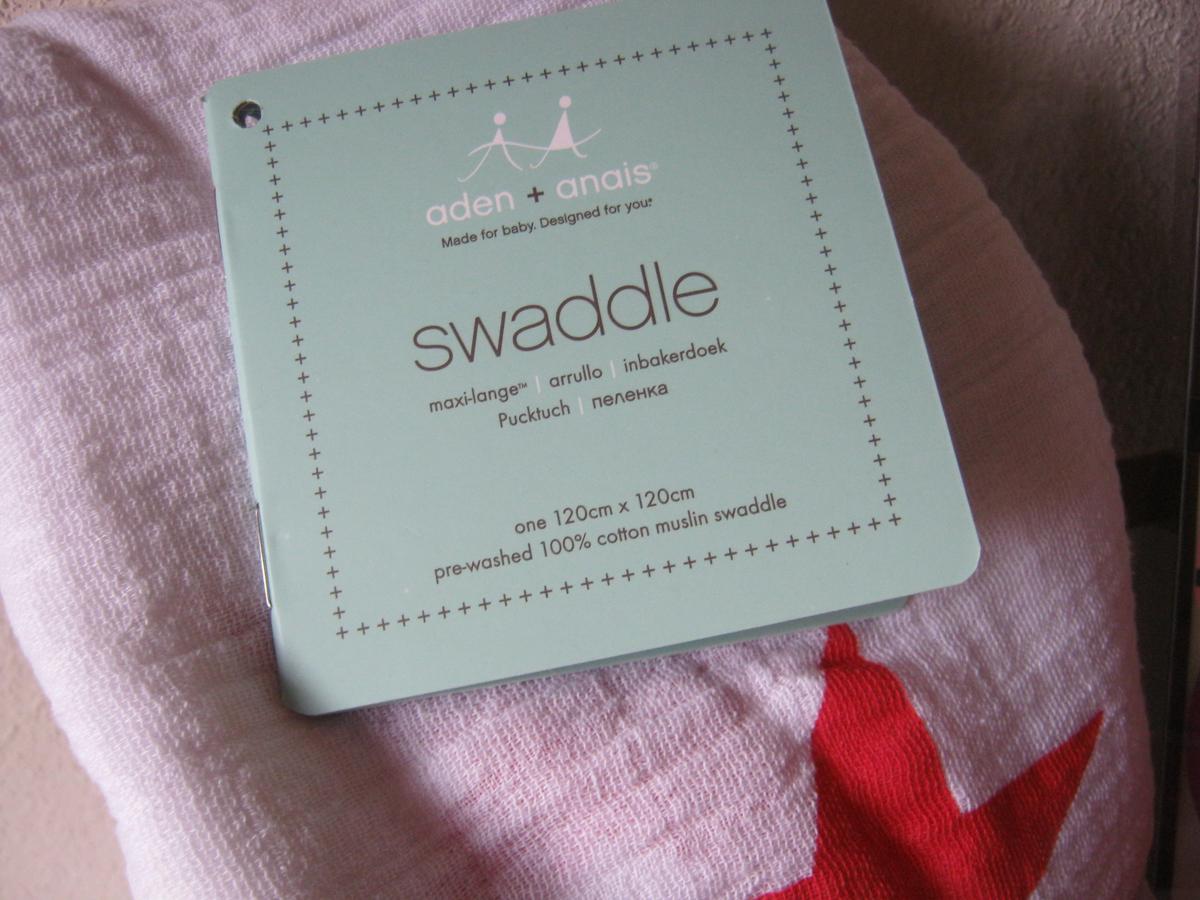 aden + anais®
Made for baby. Designed for you.®
swaddle
maxi-lange™ | arrullo | inbakerdoek
Pucktuch | пеленка
one 120cm x 120cm
pre-washed 100% cotton muslin swaddle